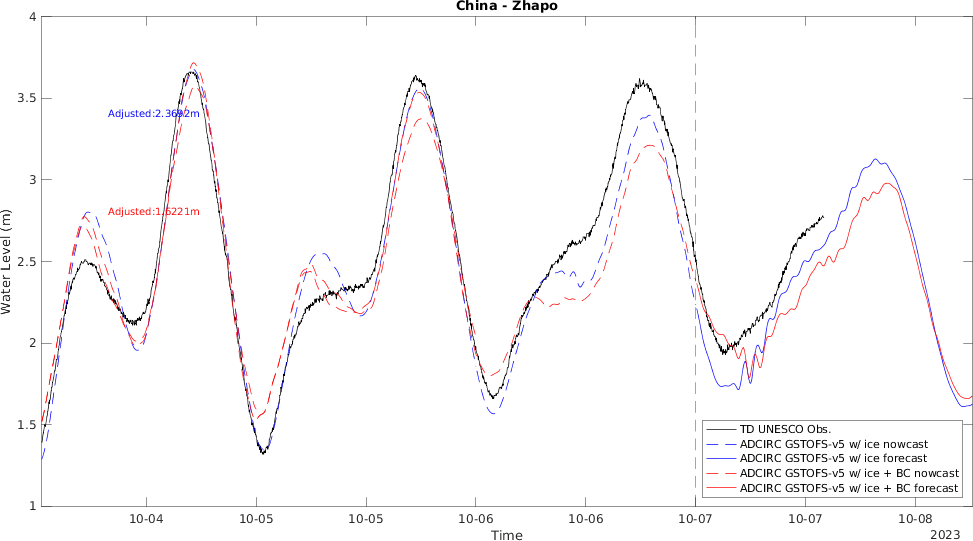 China - Zhapo
4
3.5
3
2.5
2
1.5
1
Water Level (m)
Adjusted:2.3692m
Adjusted:1.6221m
TD UNESCO Obs.
ADCIRC GSTOFS-v5 w/ ice nowcast
ADCIRC GSTOFS-v5 w/ ice forecast
ADCIRC GSTOFS-v5 w/ ice + BC nowcast
ADCIRC GSTOFS-v5 w/ ice + BC forecast
10-04 10-05 10-05 10-06 10-06 10-07 10-07 10-08
Time
2023